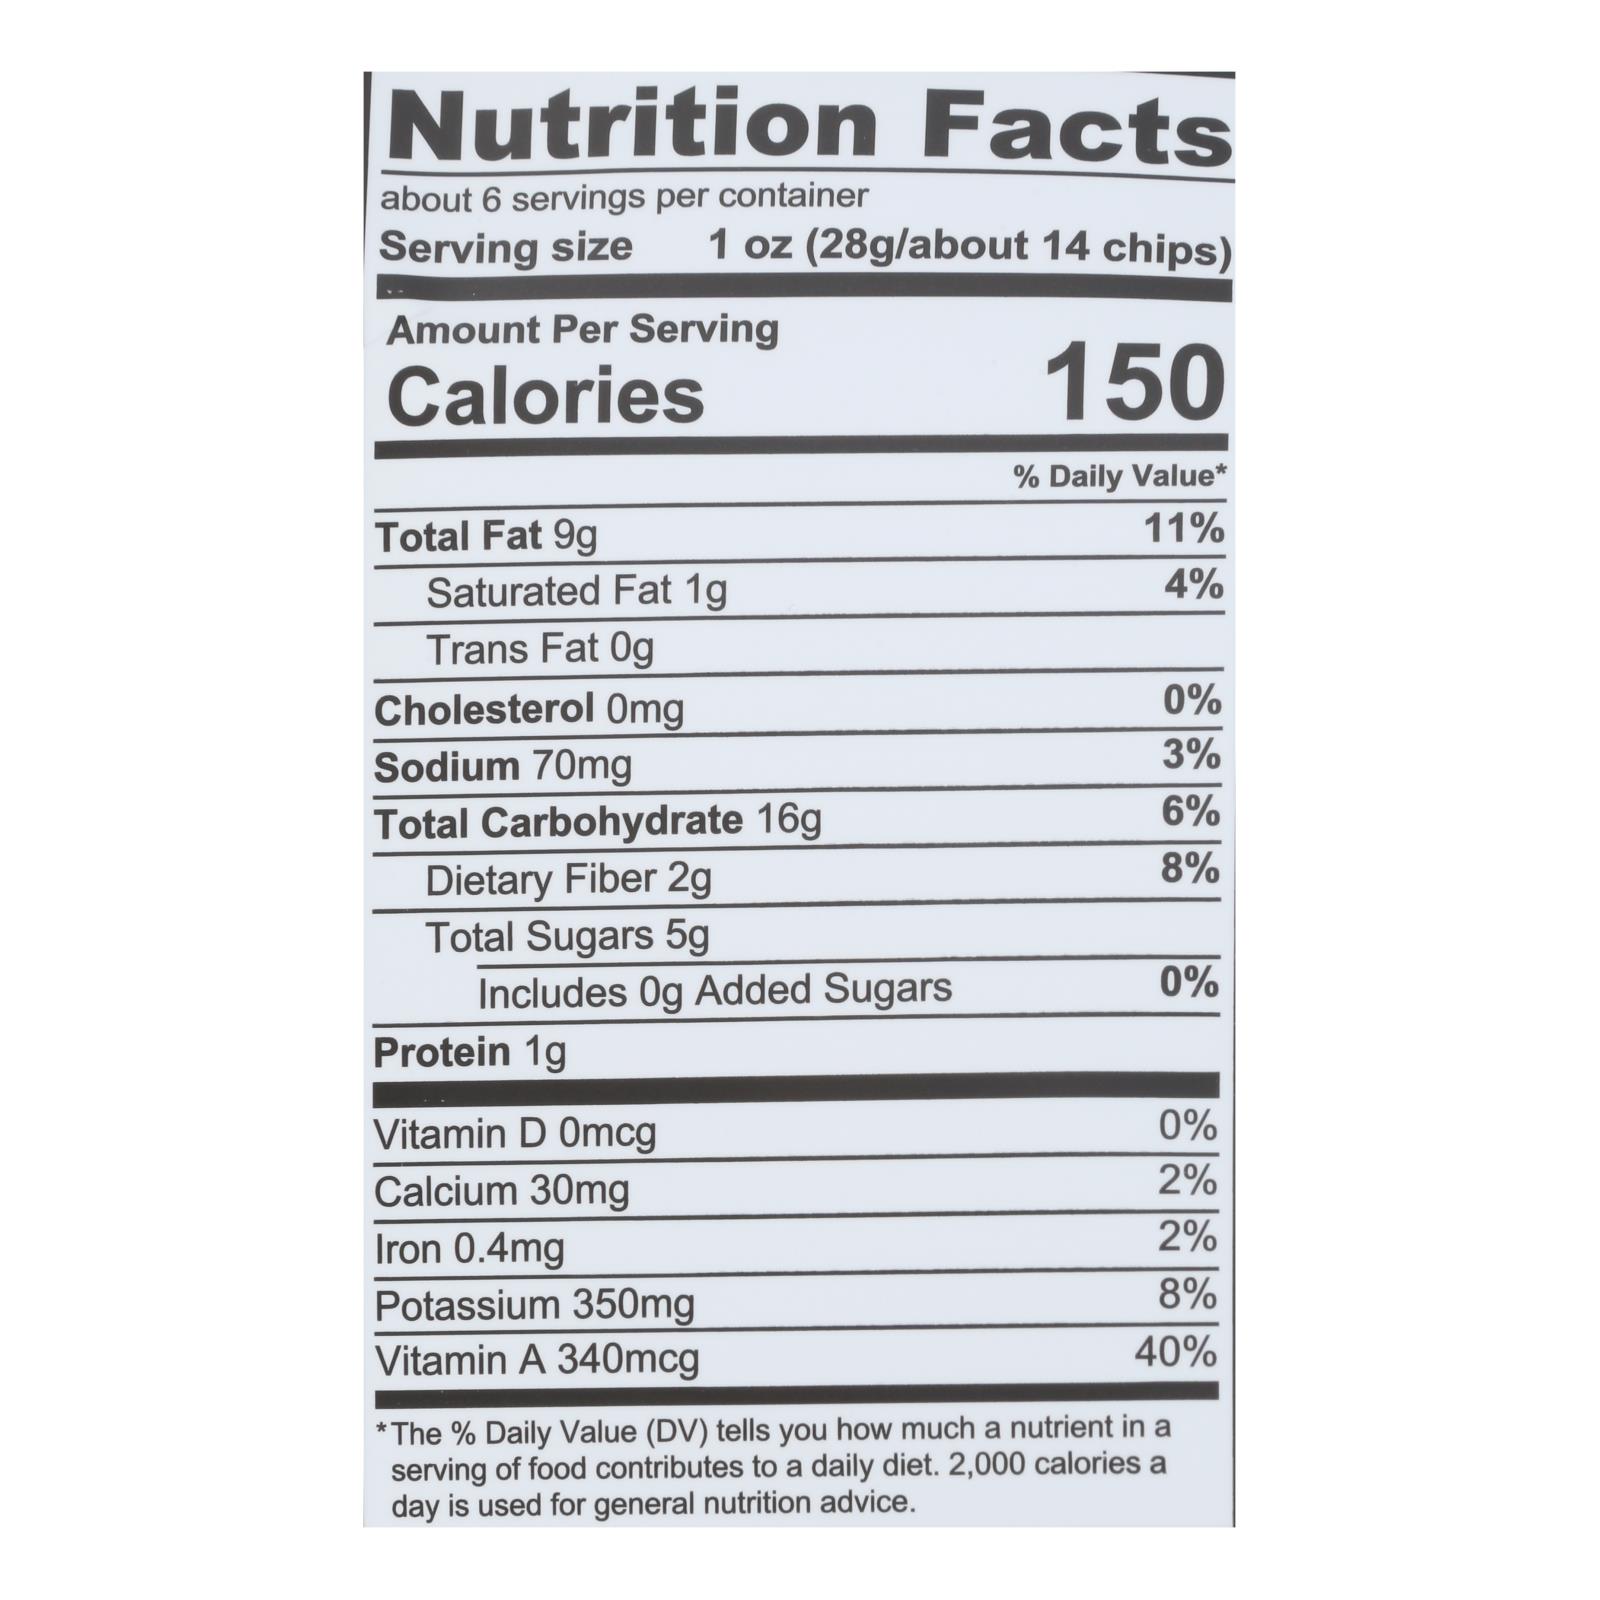 Nutrition Facts
about 6 servings per container
Serving size 1 oz (28g/about 14 chips)
Amount Per Serving
Calories 150
% Daily Value*
Total Fat 9g 11%
Saturated Fat 1g 4%
Trans Fat 0g
Cholesterol 0mg 0%
Sodium 70mg 3%
Total Carbohydrate 16g 6%
Dietary Fiber 2g 8%
Total Sugars 5g
Includes 0g Added Sugars 0%
Protein 1g
Vitamin D 0mcg 0%
Calcium 30mg 2%
Iron 0.4mg 2%
Potassium 350mg 8%
Vitamin A 340mcg 40%
*The % Daily Value (DV) tells you how much a nutrient in a
serving of food contributes to a daily diet. 2,000 calories a
day is used for general nutrition advice.